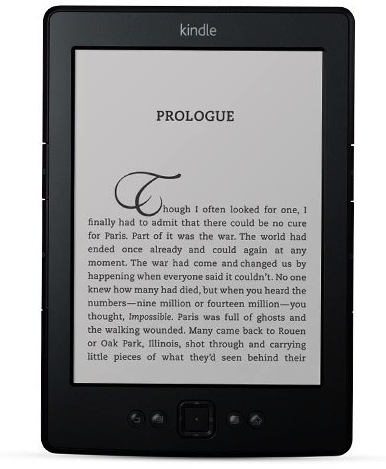 kindle
PROLOGUE
Though I often looked for one, I
finally had to admit that there could be no cure
for Paris. Part of it was the war. The world had
ended once already and could again at any
moment. The war had come and changed us by
happening when everyone said it couldn't. No one
knew how many had died, but when you heard the
numbers—nine million or fourteen million—you
thought, Impossible. Paris was full of ghosts and
the walking wounded. Many came back to Rouen
or Oak Park, Illinois, shot through and carrying
little pieces of what they'd seen behind their